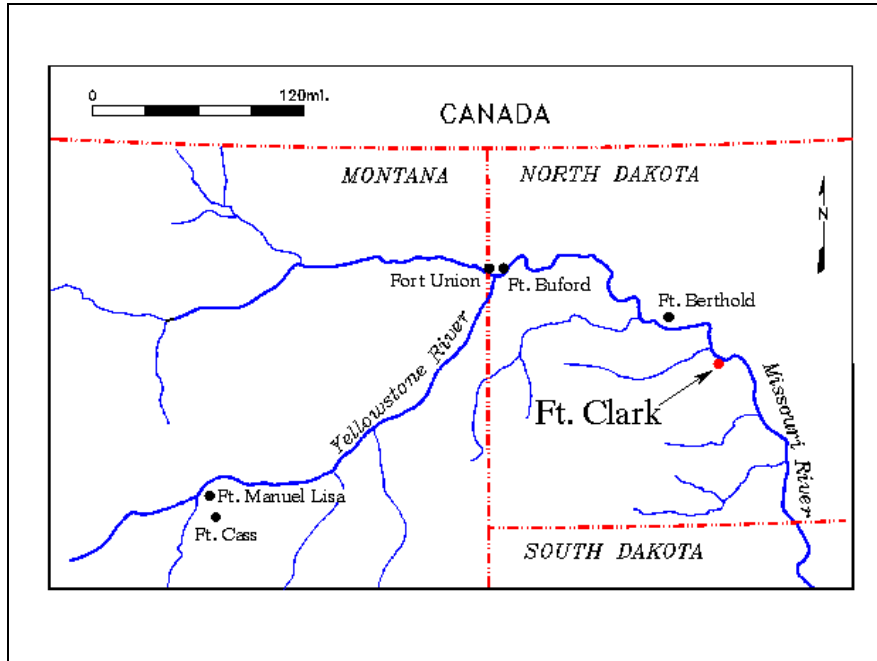 0 120ml.
CANADA
MONTANA
NORTH DAKOTA
N
Fort Union
Ft. Buford
Ft. Berthold
Yellowstone River
Missouri River
Ft. Clark
Ft. Manuel Lisa
Ft. Cass
SOUTH DAKOTA